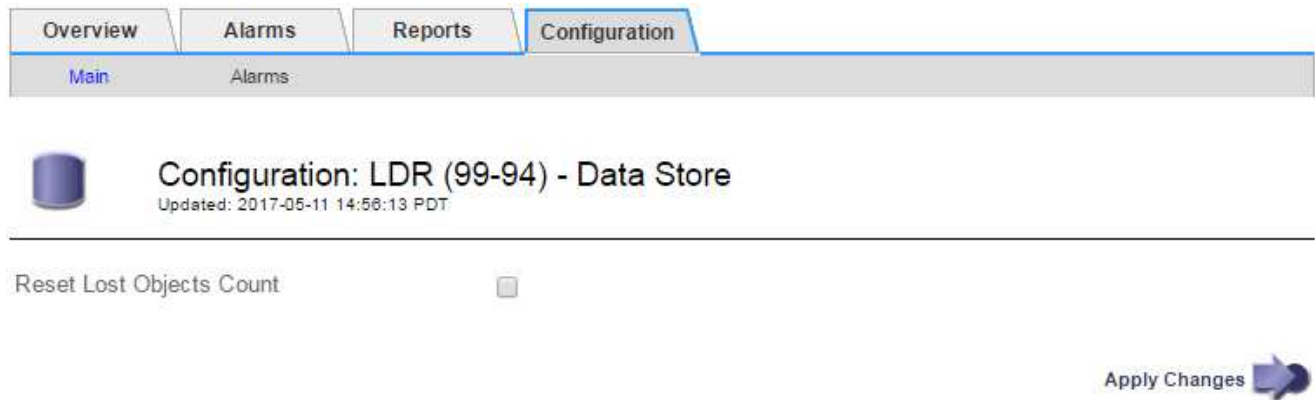 Overview Alarms Reports Configuration
Main Alarms
Configuration: LDR (99-94) - Data Store
Updated: 2017-05-11 14:56:13 PDT
Reset Lost Objects Count
Apply Changes